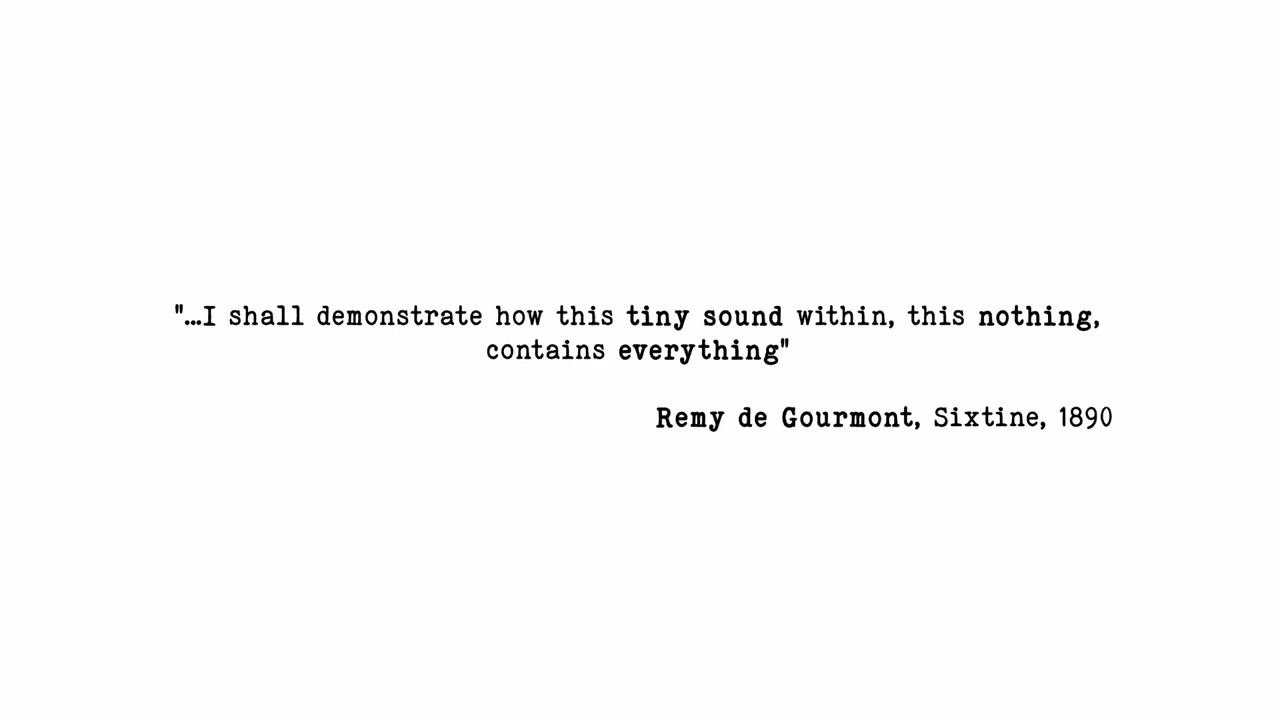 "…I shall demonstrate how this tiny sound within, this nothing,
contains everything"
Remy de Gourmont, Sixtine, 1890